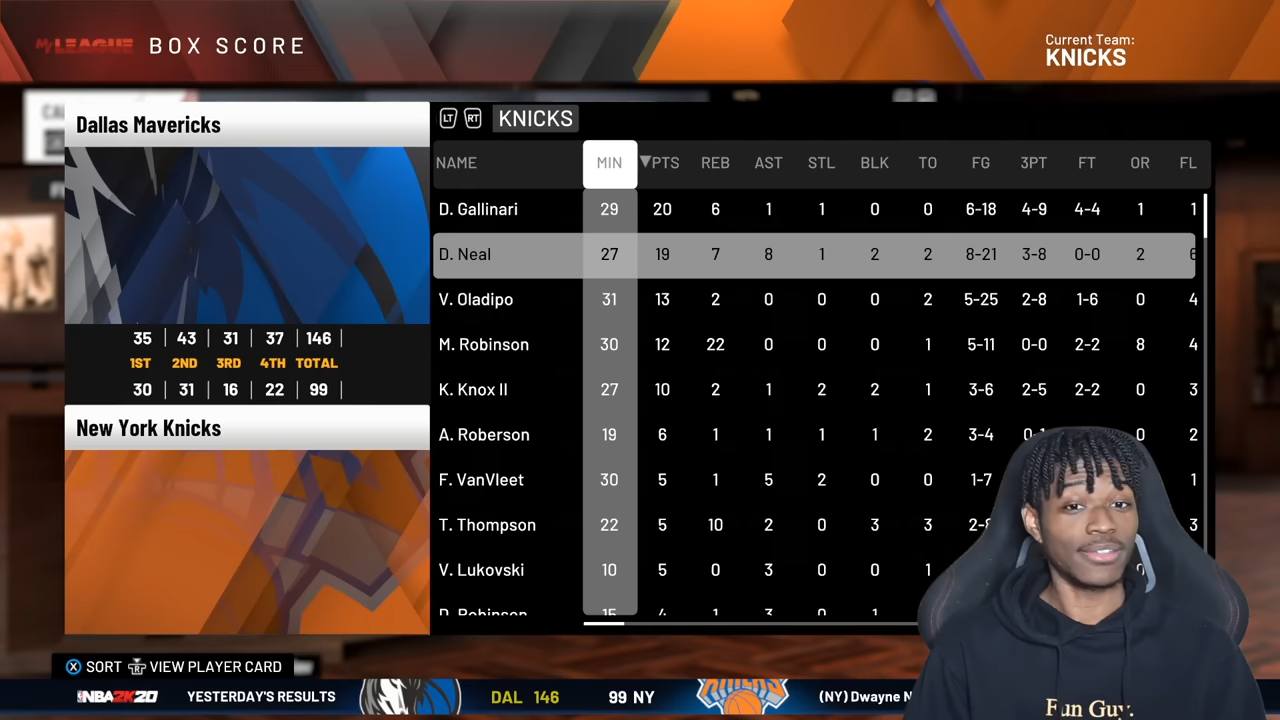 MYLEAGUE BOX SCORE
Current Team:
KNICKS
Dallas Mavericks
35 | 43 | 31 | 37 | 146 |
1ST 2ND 3RD 4TH TOTAL
30 | 31 | 16 | 22 | 99 |
New York Knicks
LT RT KNICKS
NAME MIN ▼PTS REB AST STL BLK TO FG 3PT FT OR FL
D. Gallinari 29 20 6 1 1 0 0 6-18 4-9 4-4 1 1
D. Neal 27 19 7 8 1 2 2 8-21 3-8 0-0 2 6
V. Oladipo 31 13 2 0 0 0 2 5-25 2-8 1-6 0 4
M. Robinson 30 12 22 0 0 0 1 5-11 0-0 2-2 8 4
K. Knox II 27 10 2 1 2 2 1 3-6 2-5 2-2 0 3
A. Roberson 19 6 1 1 1 1 2 3-4 0 2
F. VanVleet 30 5 1 5 2 0 0 1-7 1
T. Thompson 22 5 10 2 0 3 3 3
V. Lukovski 10 5 0 3 0 0 1
D. Robinson 15 4 1 3 0 1
X SORT R VIEW PLAYER CARD
NBA2K20 YESTERDAY'S RESULTS DAL 146 99 NY (NY) Dwayne N
Fun Guy.